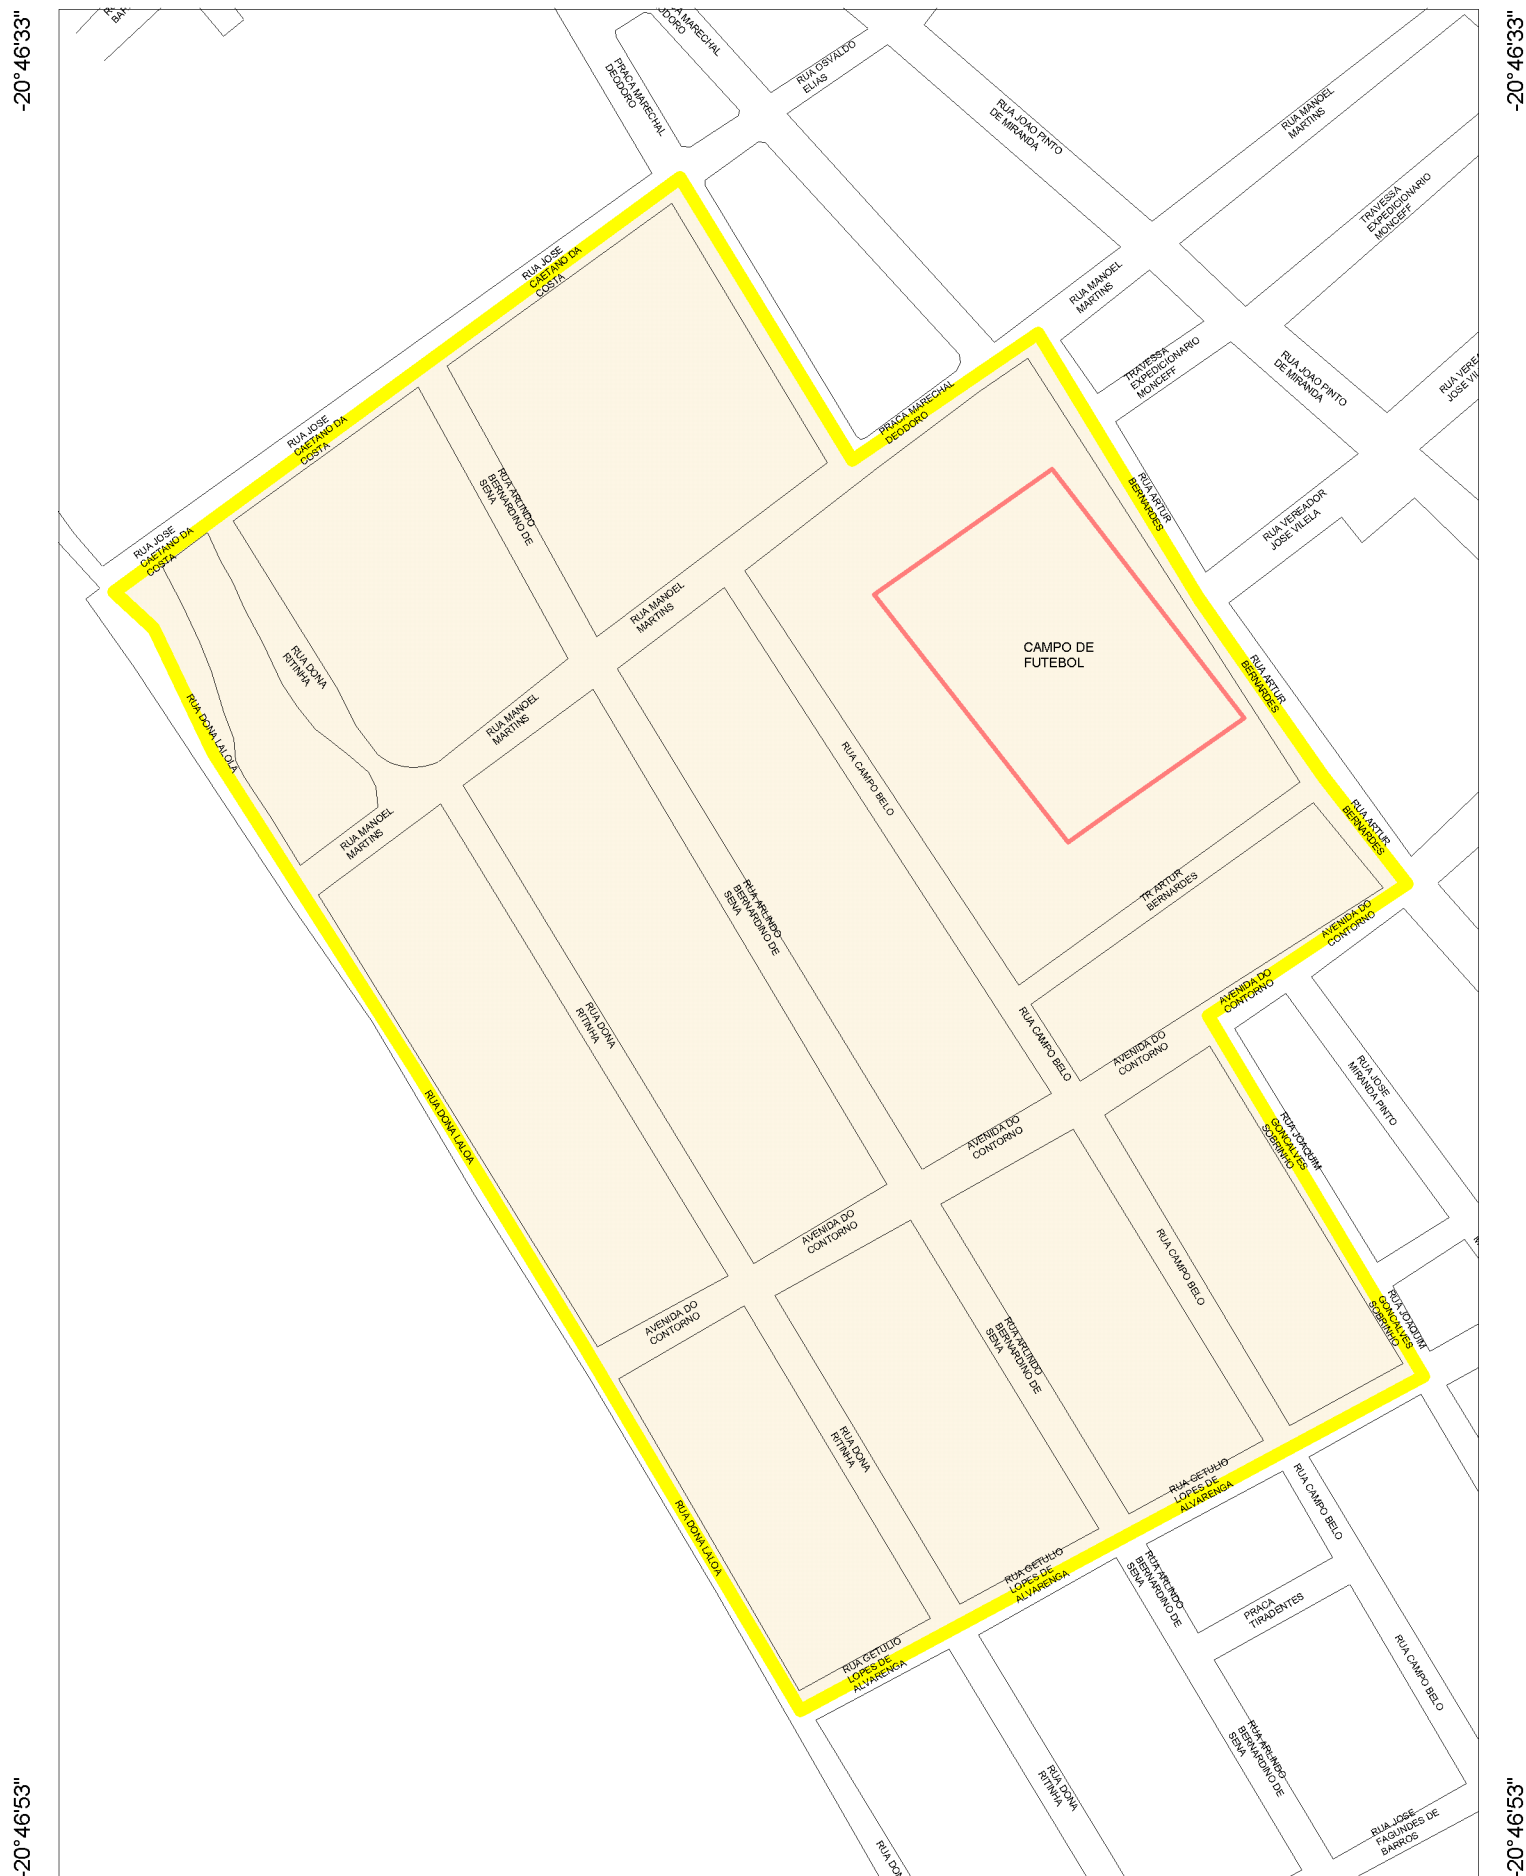 -20°46'33"
-20°46'33"
PRACA MARECHAL
DEODORO
RUA OSVALDO
ELIAS
RUA JOAO PINTO
DE MIRANDA
RUA MANOEL
MARTINS
TRAVESSA
EXPEDICIONARIO
MONCEFF
RUA JOSE
CAETANO DA
COSTA
RUA MANOEL
MARTINS
TRAVESSA
EXPEDICIONARIO
MONCEFF
RUA JOAO PINTO
DE MIRANDA
RUA JOSE
CAETANO DA
COSTA
PRACA MARECHAL
DEODORO
RUA ARLINDO
BERNARDINO DE
SENA
RUA ARTUR
BERNARDES
RUA VEREADOR
JOSE VILELA
RUA JOSE
CAETANO DA
COSTA
RUA MANOEL
MARTINS
RUA DONA
RITINHA
CAMPO DE
FUTEBOL
RUA ARTUR
BERNARDES
RUA DONA LALOLA
RUA MANOEL
MARTINS
RUA CAMPO BELO
RUA MANOEL
MARTINS
RUA ARTUR
BERNARDES
RUA ARLINDO
BERNARDINO DE
SENA
TR ARTUR
BERNARDES
AVENIDA DO
CONTORNO
AVENIDA DO
CONTORNO
RUA DONA
RITINHA
RUA CAMPO BELO
AVENIDA DO
CONTORNO
RUA JOSE
MIRANDA PINTO
RUA DONA LALOA
AVENIDA DO
CONTORNO
RUA JOAQUIM
GONCALVES
SOBRINHO
AVENIDA DO
CONTORNO
RUA CAMPO BELO
AVENIDA DO
CONTORNO
RUA ARLINDO
BERNARDINO DE
SENA
RUA JOAQUIM
GONCALVES
SOBRINHO
RUA DONA
RITINHA
RUA GETULIO
LOPES DE
ALVARENGA
RUA CAMPO BELO
RUA DONA LALOA
RUA GETULIO
LOPES DE
ALVARENGA
RUA ARLINDO
BERNARDINO DE
SENA
PRACA
TIRADENTES
RUA GETULIO
LOPES DE
ALVARENGA
RUA CAMPO BELO
RUA DONA
RITINHA
RUA ARLINDO
BERNARDINO DE
SENA
RUA JOSE
FAGUNDES DE
BARROS
-20°46'53"
-20°46'53"